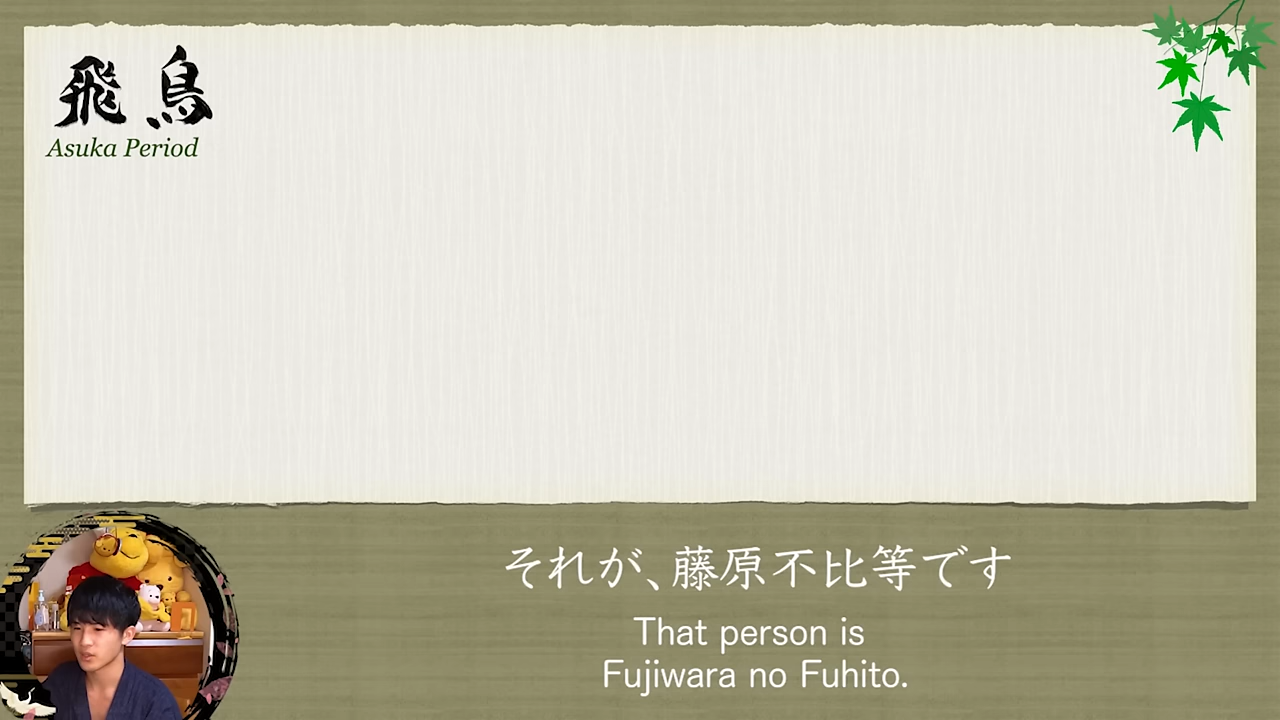 飛鳥
Asuka Period
それが、藤原不比等です
That person is
Fujiwara no Fuhito.